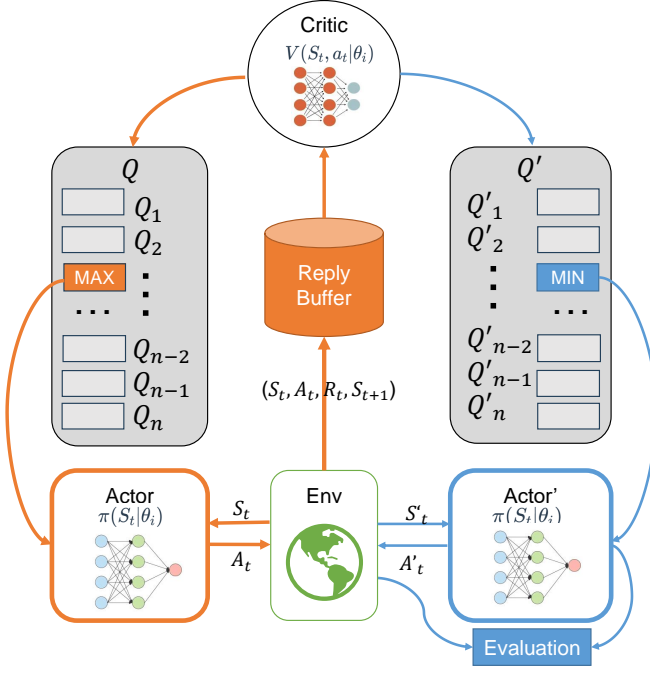 Critic
V(S_t, a_t|θ_i)
Q
Q_1
Q_2
MAX
⋮
...
Q_{n−2}
Q_{n−1}
Q_n
Q'
Q'_1
Q'_2
⋮
MIN
...
Q'_{n−2}
Q'_{n−1}
Q'_n
Reply
Buffer
(S_t, A_t, R_t, S_{t+1})
Actor
π(S_t|θ_i)
S_t
A_t
Env
S'_t
A'_t
Actor'
π(S_t|θ_i)
Evaluation